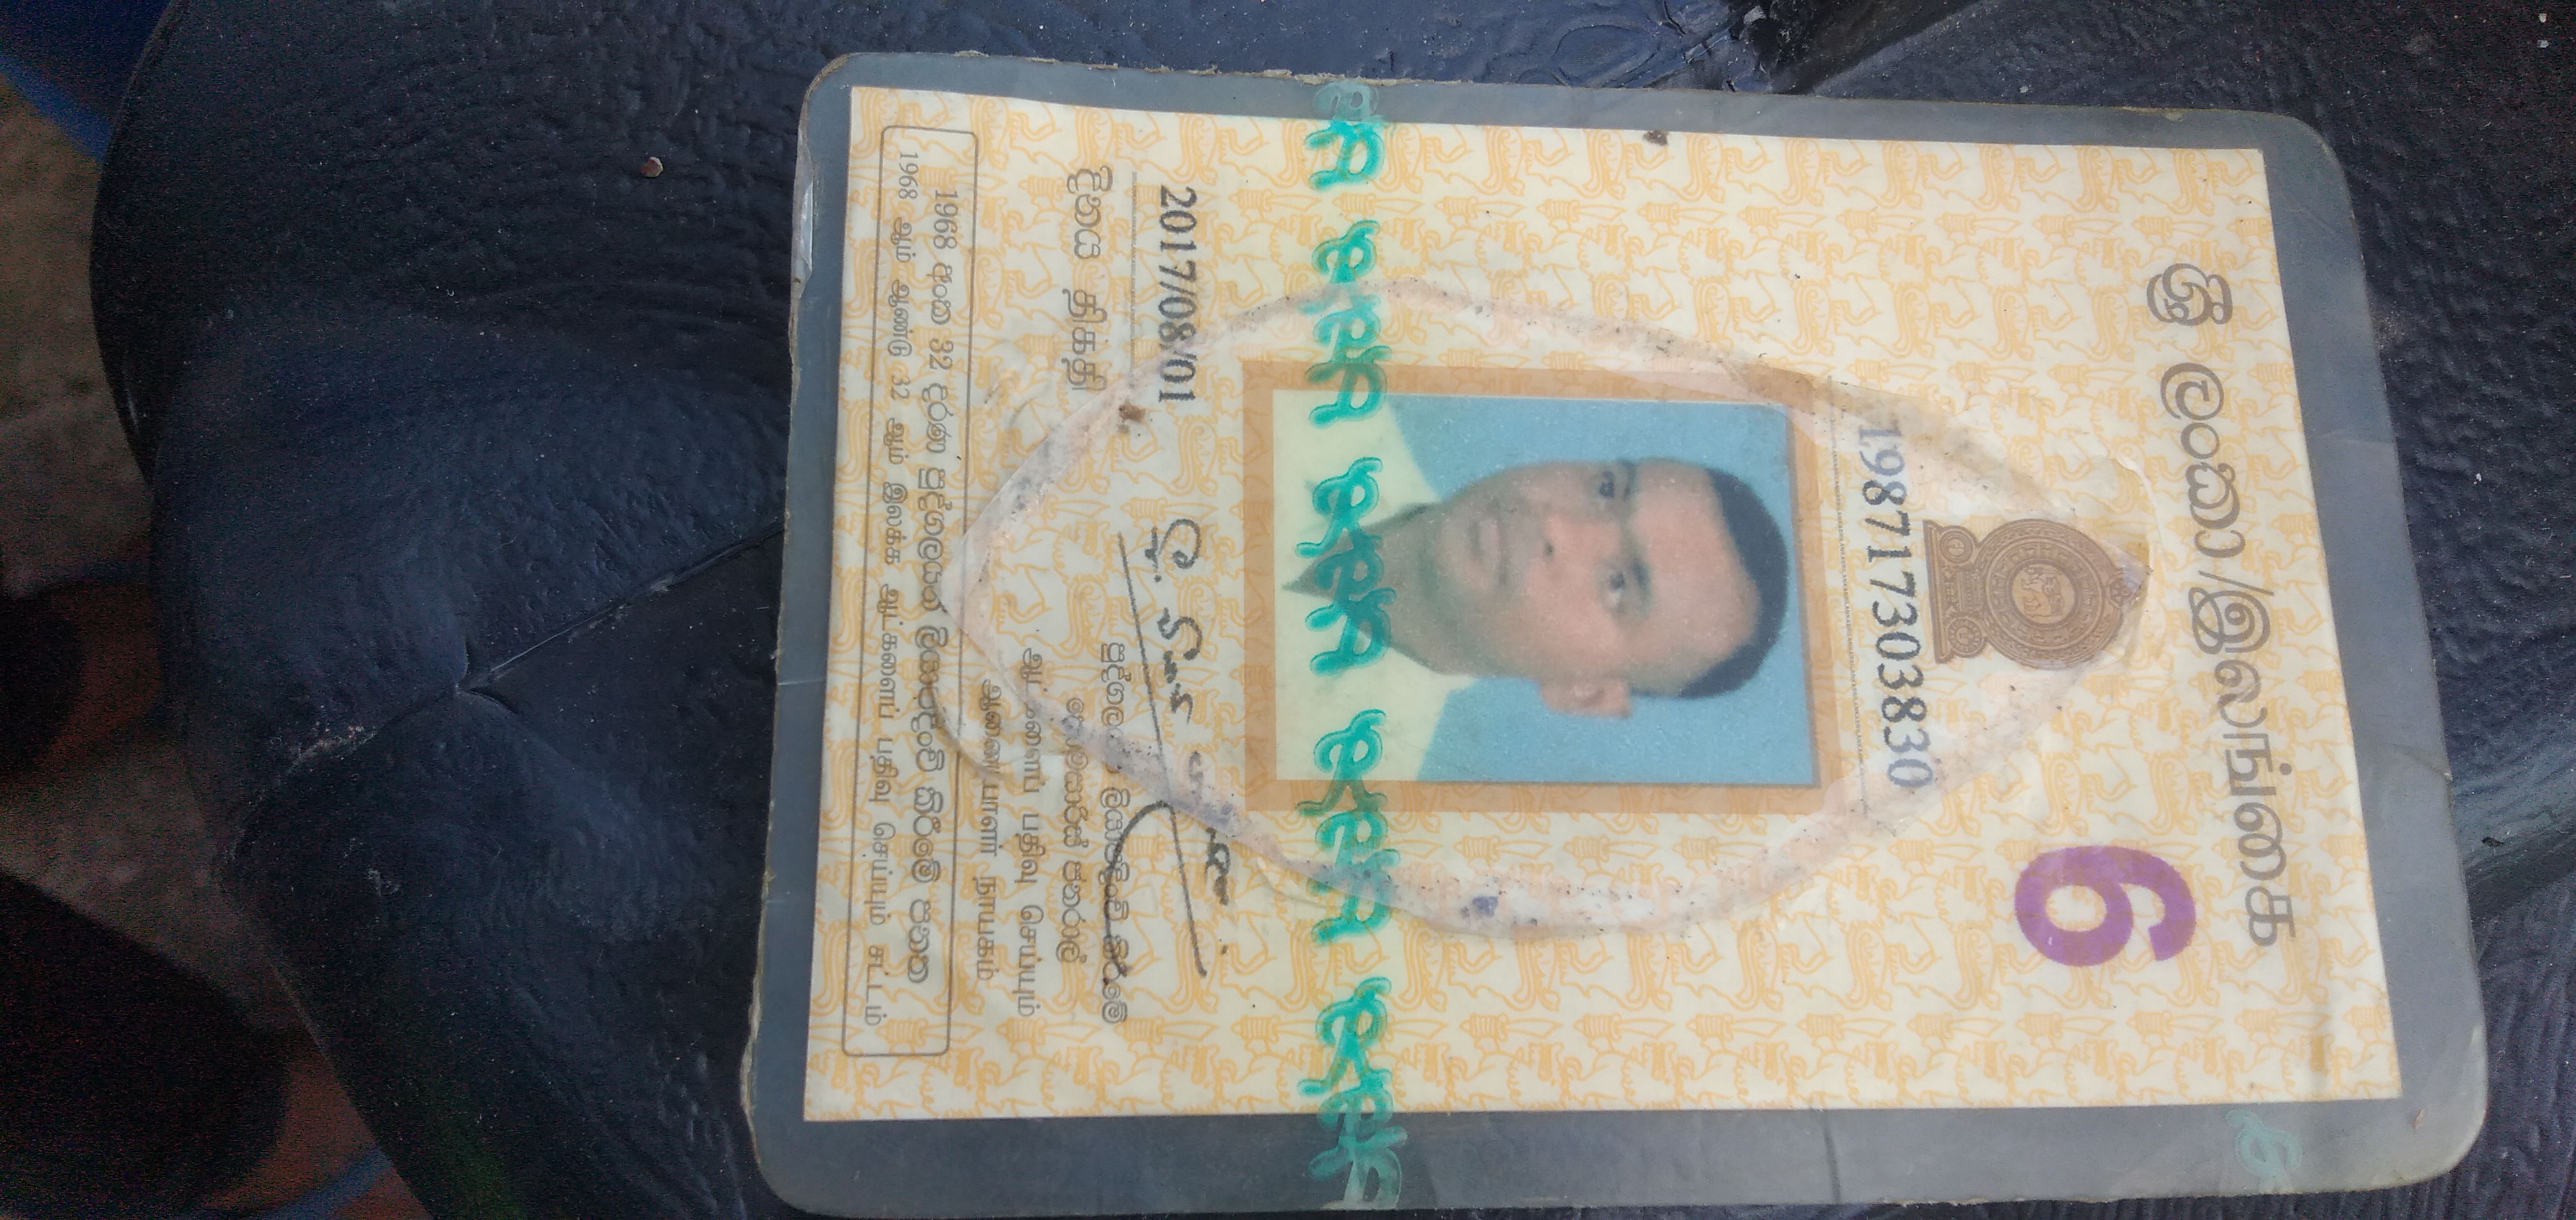 ශ්‍රී ලංකා/இலங்கை
6
198717303830
2017/08/01
දිනය திகதி
පුද්ගලයන් ලියාපදිංචි කිරීමේ
කොමසාරිස් ජනරාල්
ஆட்களைப் பதிவு செய்யும்
ஆணையாளர் நாயகம்
1968 අංක 32 දරණ පුද්ගලයන් ලියාපදිංචි කිරීමේ පනත
1968 ஆம் ஆண்டு 32 ஆம் இலக்க ஆட்களைப் பதிவு செய்யும் சட்டம்